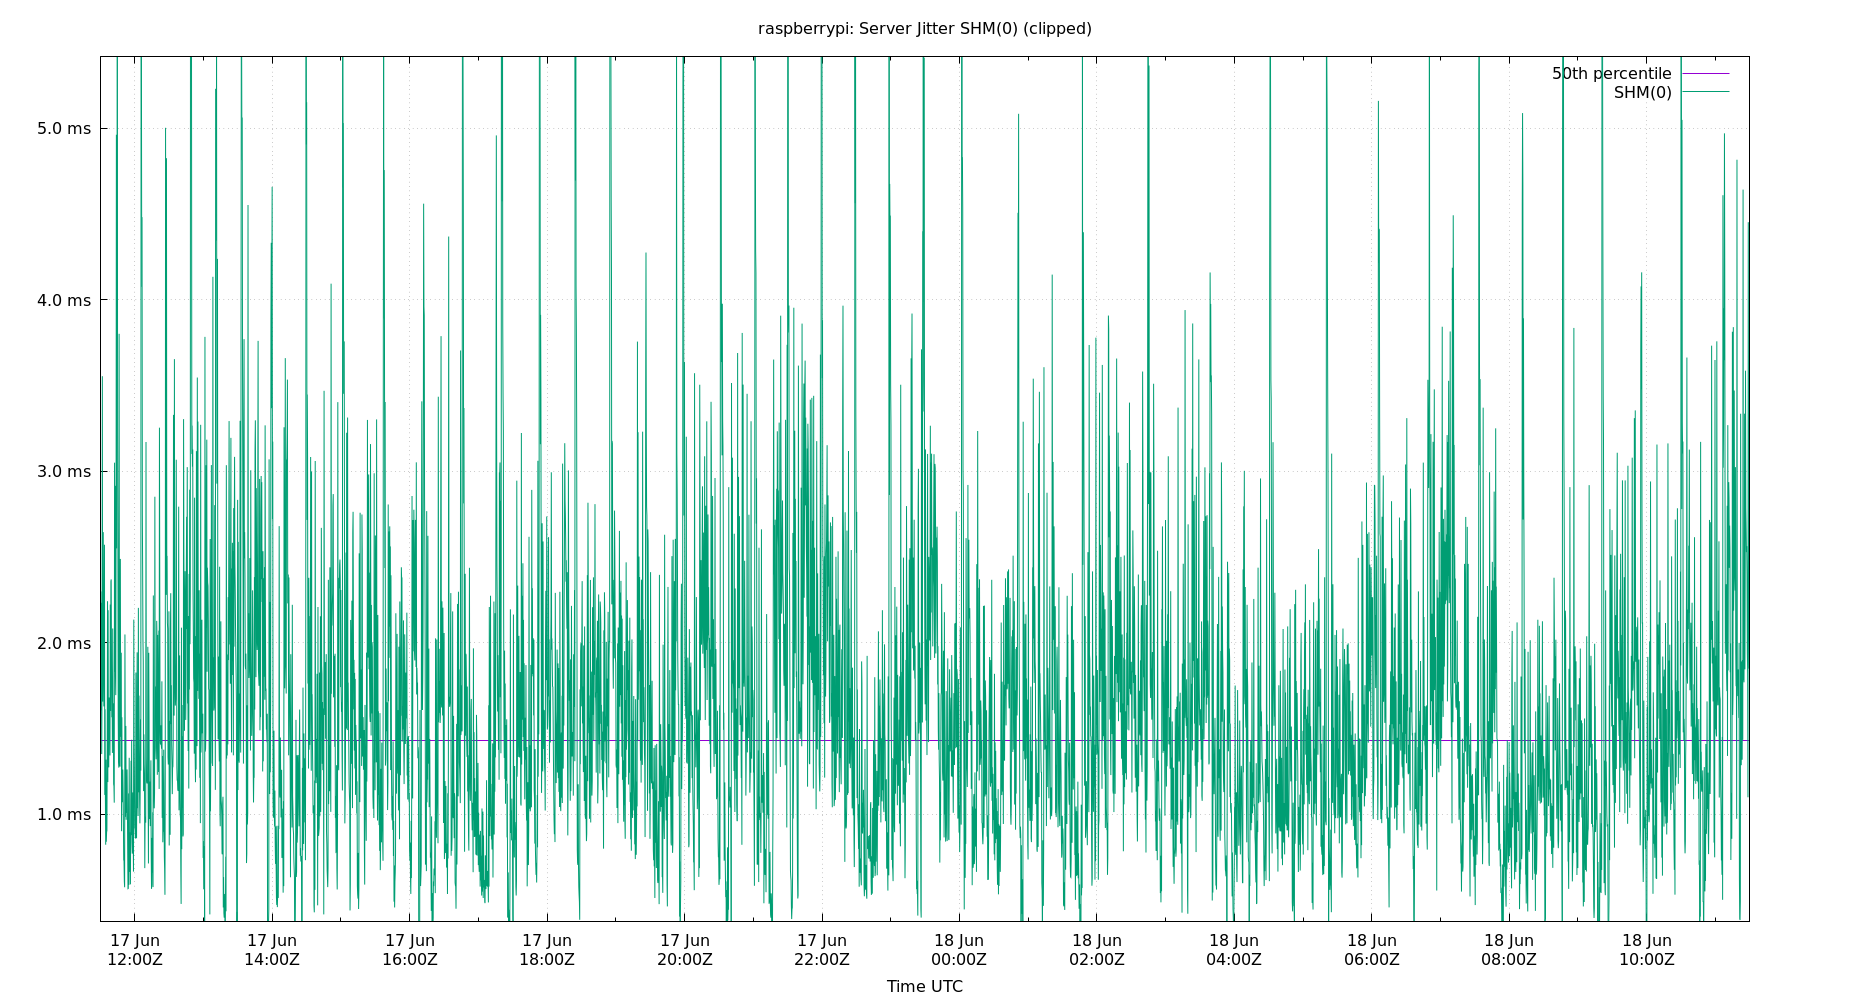 raspberrypi: Server Jitter SHM(0) (clipped)
50th percentile
SHM(0)
5.0 ms
4.0 ms
3.0 ms
2.0 ms
1.0 ms
17 Jun 17 Jun 17 Jun 17 Jun 17 Jun 17 Jun 18 Jun 18 Jun 18 Jun 18 Jun 18 Jun 18 Jun
12:00Z 14:00Z 16:00Z 18:00Z 20:00Z 22:00Z 00:00Z 02:00Z 04:00Z 06:00Z 08:00Z 10:00Z
Time UTC